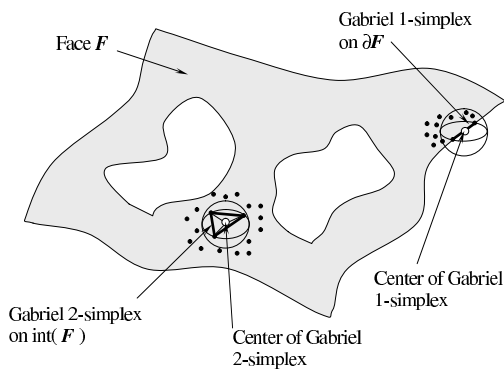 Gabriel 1-simplex
on ∂F
Face F
Center of Gabriel
1-simplex
Gabriel 2-simplex
on int( F )
Center of Gabriel
2-simplex